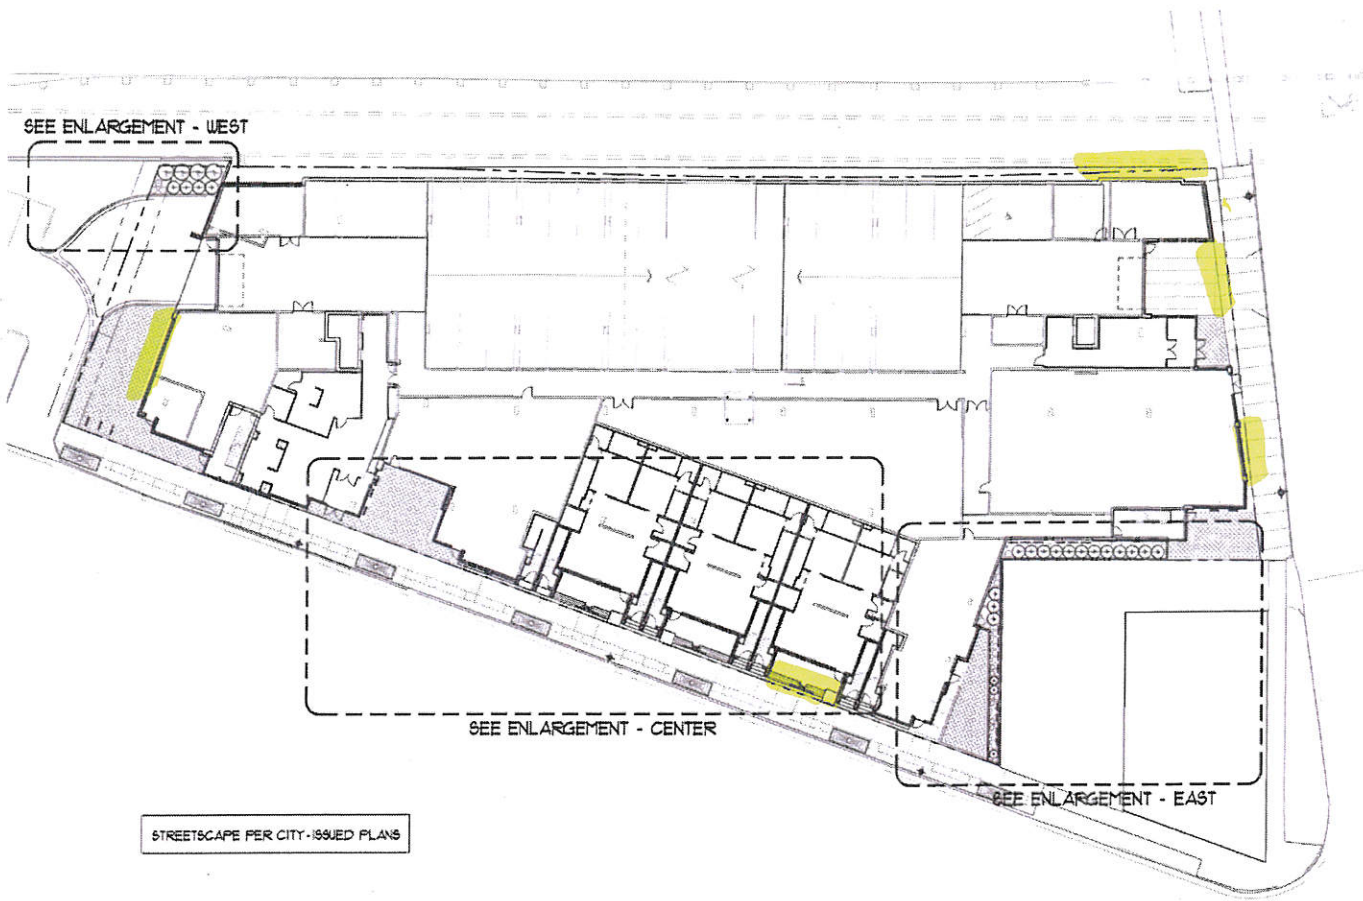 SEE ENLARGEMENT - WEST
SEE ENLARGEMENT - CENTER
SEE ENLARGEMENT - EAST
STREETSCAPE PER CITY-ISSUED PLANS